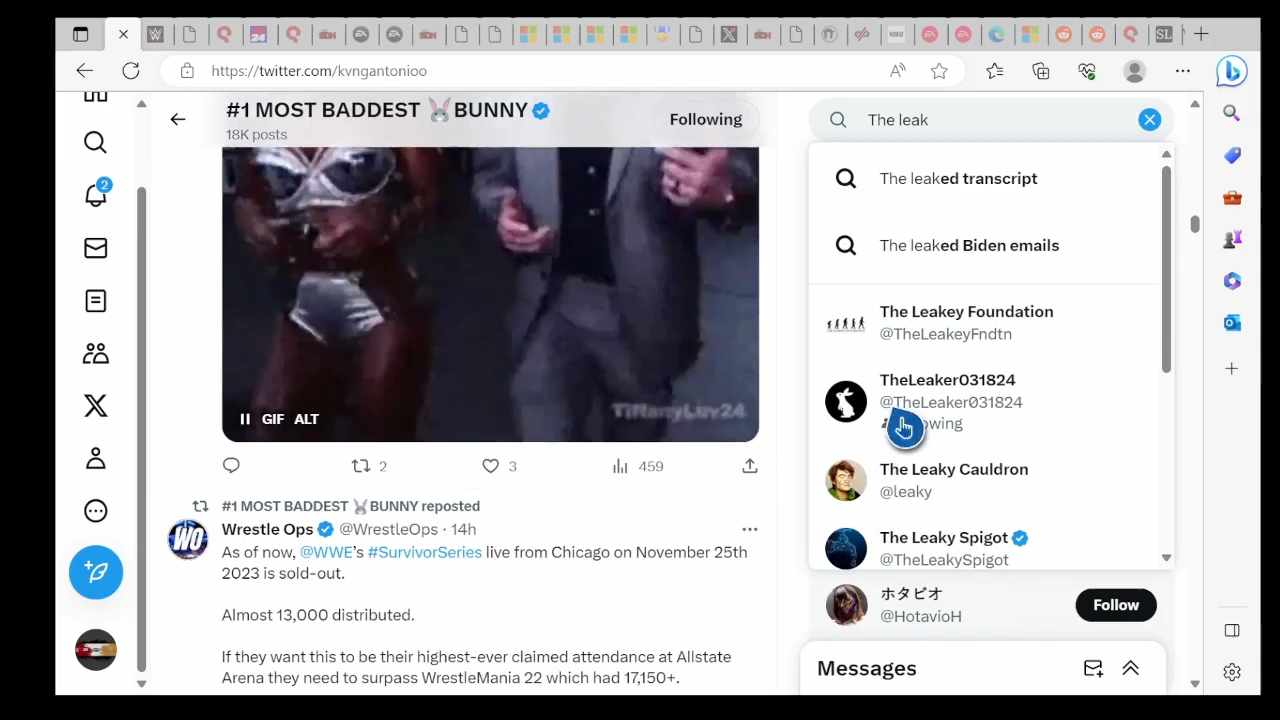 https://twitter.com/kvngantonioo
#1 MOST BADDEST 🐰BUNNY
18K posts
Following
The leak
2
The leaked transcript
The leaked Biden emails
The Leakey Foundation
@TheLeakeyFndtn
TheLeaker031824
@TheLeaker031824
The Leaky Cauldron
@leaky
The Leaky Spigot
@TheLeakySpigot
ホタビオ
@HotavioH
Follow
Messages
GIF ALT
TiffanyLuv24
2
3
459
#1 MOST BADDEST 🐰BUNNY reposted
WO
Wrestle Ops @WrestleOps · 14h
As of now, @WWE's #SurvivorSeries live from Chicago on November 25th
2023 is sold-out.
Almost 13,000 distributed.
If they want this to be their highest-ever claimed attendance at Allstate
Arena they need to surpass WrestleMania 22 which had 17,150+.